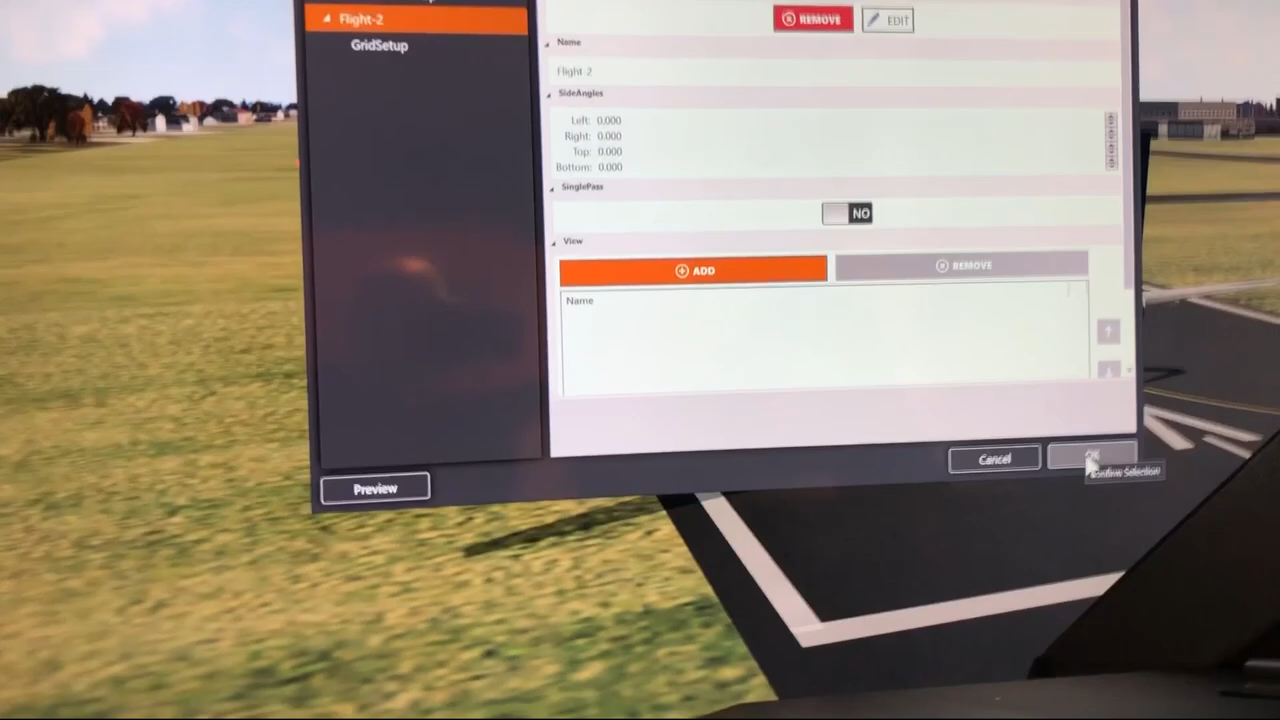 Flight-2
GridSetup
REMOVE
EDIT
Name
Flight-2
SideAngles
Left: 0.000
Right: 0.000
Top: 0.000
Bottom: 0.000
SinglePass
NO
View
ADD
REMOVE
Name
Cancel
OK
Confirm Selection
Preview